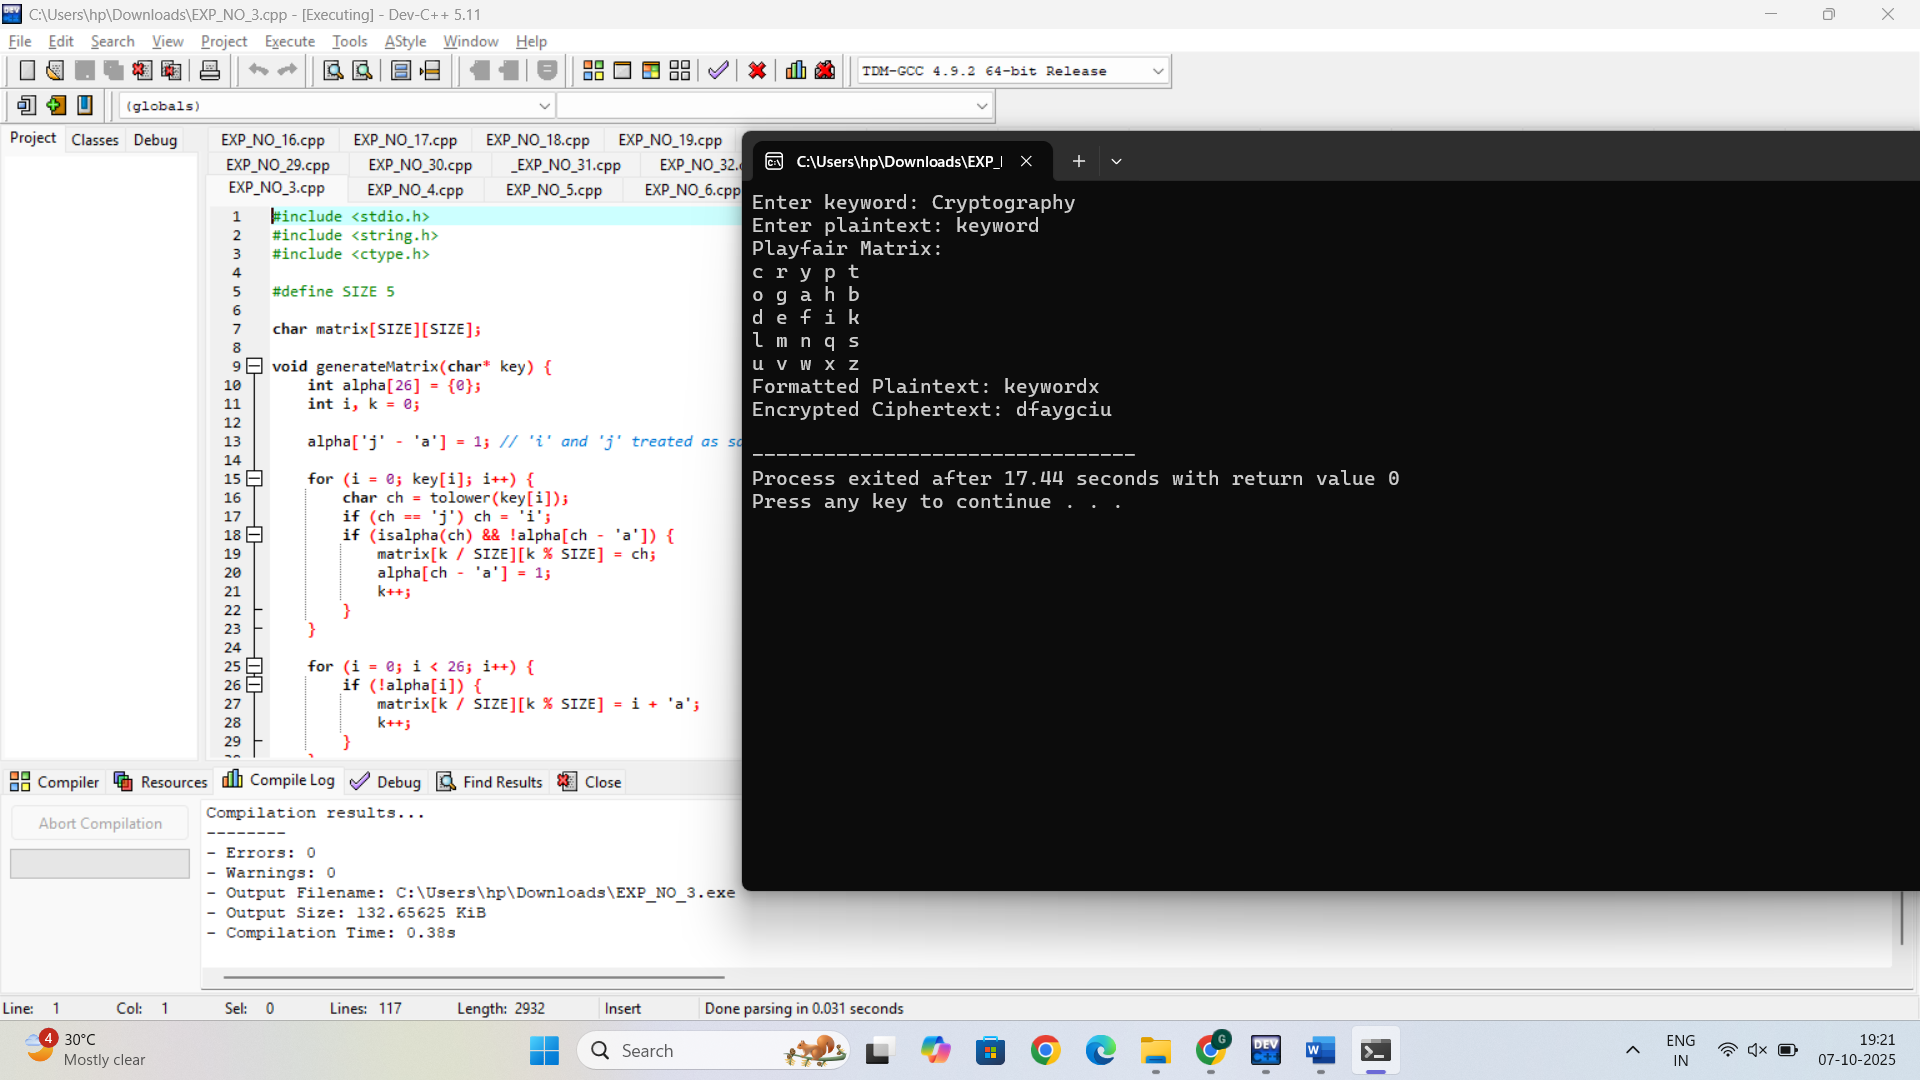 C:\Users\hp\Downloads\EXP_NO_3.cpp - [Executing] - Dev-C++ 5.11
File Edit Search View Project Execute Tools AStyle Window Help
TDM-GCC 4.9.2 64-bit Release
(globals)
Project Classes Debug
EXP_NO_16.cpp EXP_NO_17.cpp EXP_NO_18.cpp EXP_NO_19.cpp
EXP_NO_29.cpp EXP_NO_30.cpp _EXP_NO_31.cpp EXP_NO_32.
EXP_NO_3.cpp EXP_NO_4.cpp EXP_NO_5.cpp EXP_NO_6.cpp
1 #include <stdio.h>
2 #include <string.h>
3 #include <ctype.h>
4
5 #define SIZE 5
6
7 char matrix[SIZE][SIZE];
8
9 void generateMatrix(char* key) {
10 int alpha[26] = {0};
11 int i, k = 0;
12
13 alpha['j' - 'a'] = 1; // 'i' and 'j' treated as
14
15 for (i = 0; key[i]; i++) {
16 char ch = tolower(key[i]);
17 if (ch == 'j') ch = 'i';
18 if (isalpha(ch) && !alpha[ch - 'a']) {
19 matrix[k / SIZE][k % SIZE] = ch;
20 alpha[ch - 'a'] = 1;
21 k++;
22 }
23 }
24
25 for (i = 0; i < 26; i++) {
26 if (!alpha[i]) {
27 matrix[k / SIZE][k % SIZE] = i + 'a';
28 k++;
29 }
C:\Users\hp\Downloads\EXP_
Enter keyword: Cryptography
Enter plaintext: keyword
Playfair Matrix:
c r y p t
o g a h b
d e f i k
l m n q s
u v w x z
Formatted Plaintext: keywordx
Encrypted Ciphertext: dfaygciu
--------------------------------
Process exited after 17.44 seconds with return value 0
Press any key to continue . . .
Compiler Resources Compile Log Debug Find Results Close
Abort Compilation
Compilation results...
--------
- Errors: 0
- Warnings: 0
- Output Filename: C:\Users\hp\Downloads\EXP_NO_3.exe
- Output Size: 132.65625 KiB
- Compilation Time: 0.38s
Line: 1 Col: 1 Sel: 0 Lines: 117 Length: 2932 Insert Done parsing in 0.031 seconds
4
30°C
Mostly clear
Search
G
DEV
C++
W
ENG
IN
19:21
07-10-2025